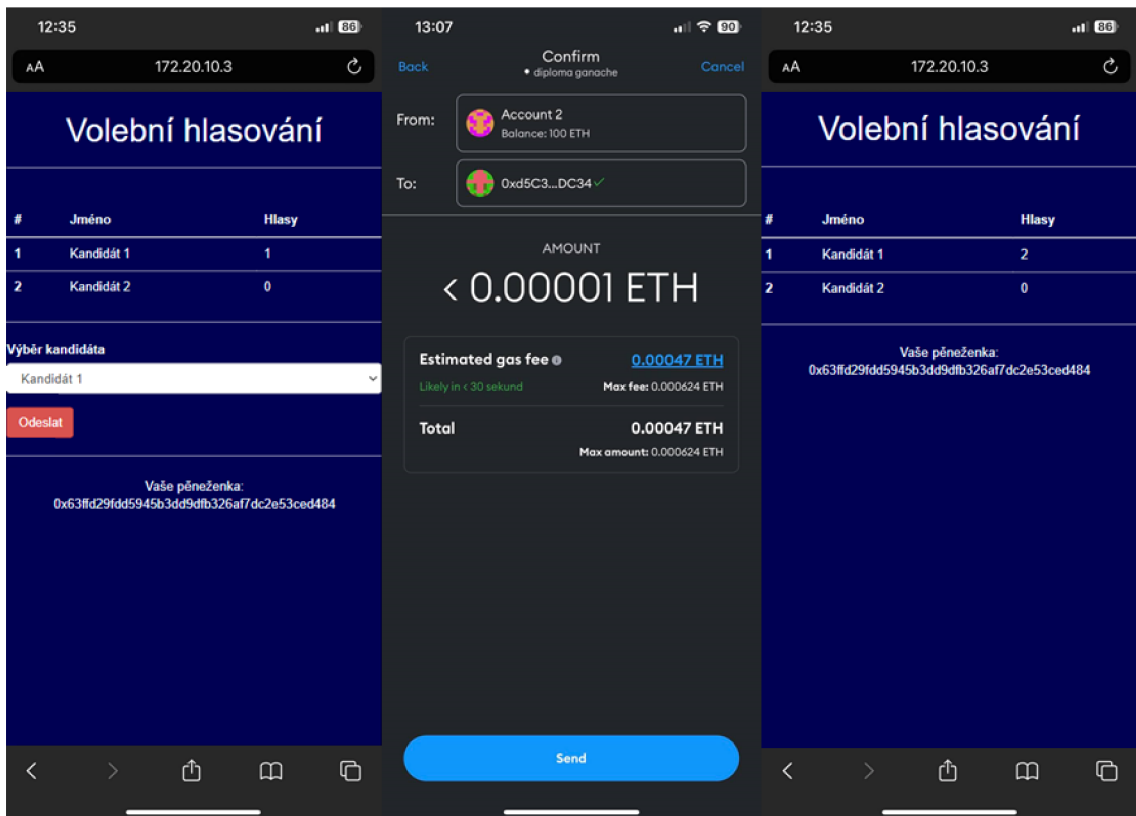 12:35
86
AA 172.20.10.3
Volební hlasování
# Jméno Hlasy
1 Kandidát 1 1
2 Kandidát 2 0
Výběr kandidáta
Kandidát 1
Odeslat
Vaše pěneženka:
0x63ffd29fdd5945b3dd9dfb326af7dc2e53ced484
13:07
90
Back Confirm Cancel
diploma ganache
From: Account 2
Balance: 100 ETH
To: 0xd5C3...DC34
AMOUNT
< 0.00001 ETH
Estimated gas fee 0.00047 ETH
Likely in < 30 sekund Max fee: 0.000624 ETH
Total 0.00047 ETH
Max amount: 0.000624 ETH
Send
12:35
86
AA 172.20.10.3
Volební hlasování
# Jméno Hlasy
1 Kandidát 1 2
2 Kandidát 2 0
Vaše pěneženka:
0x63ffd29fdd5945b3dd9dfb326af7dc2e53ced484